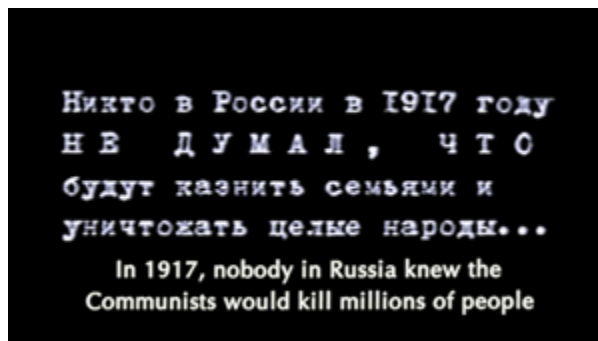 Никто в России в 1917 году
НЕ ДУМАЛ, ЧТО
будут казнить семьями и
уничтожать целые народы...
In 1917, nobody in Russia knew the
Communists would kill millions of people